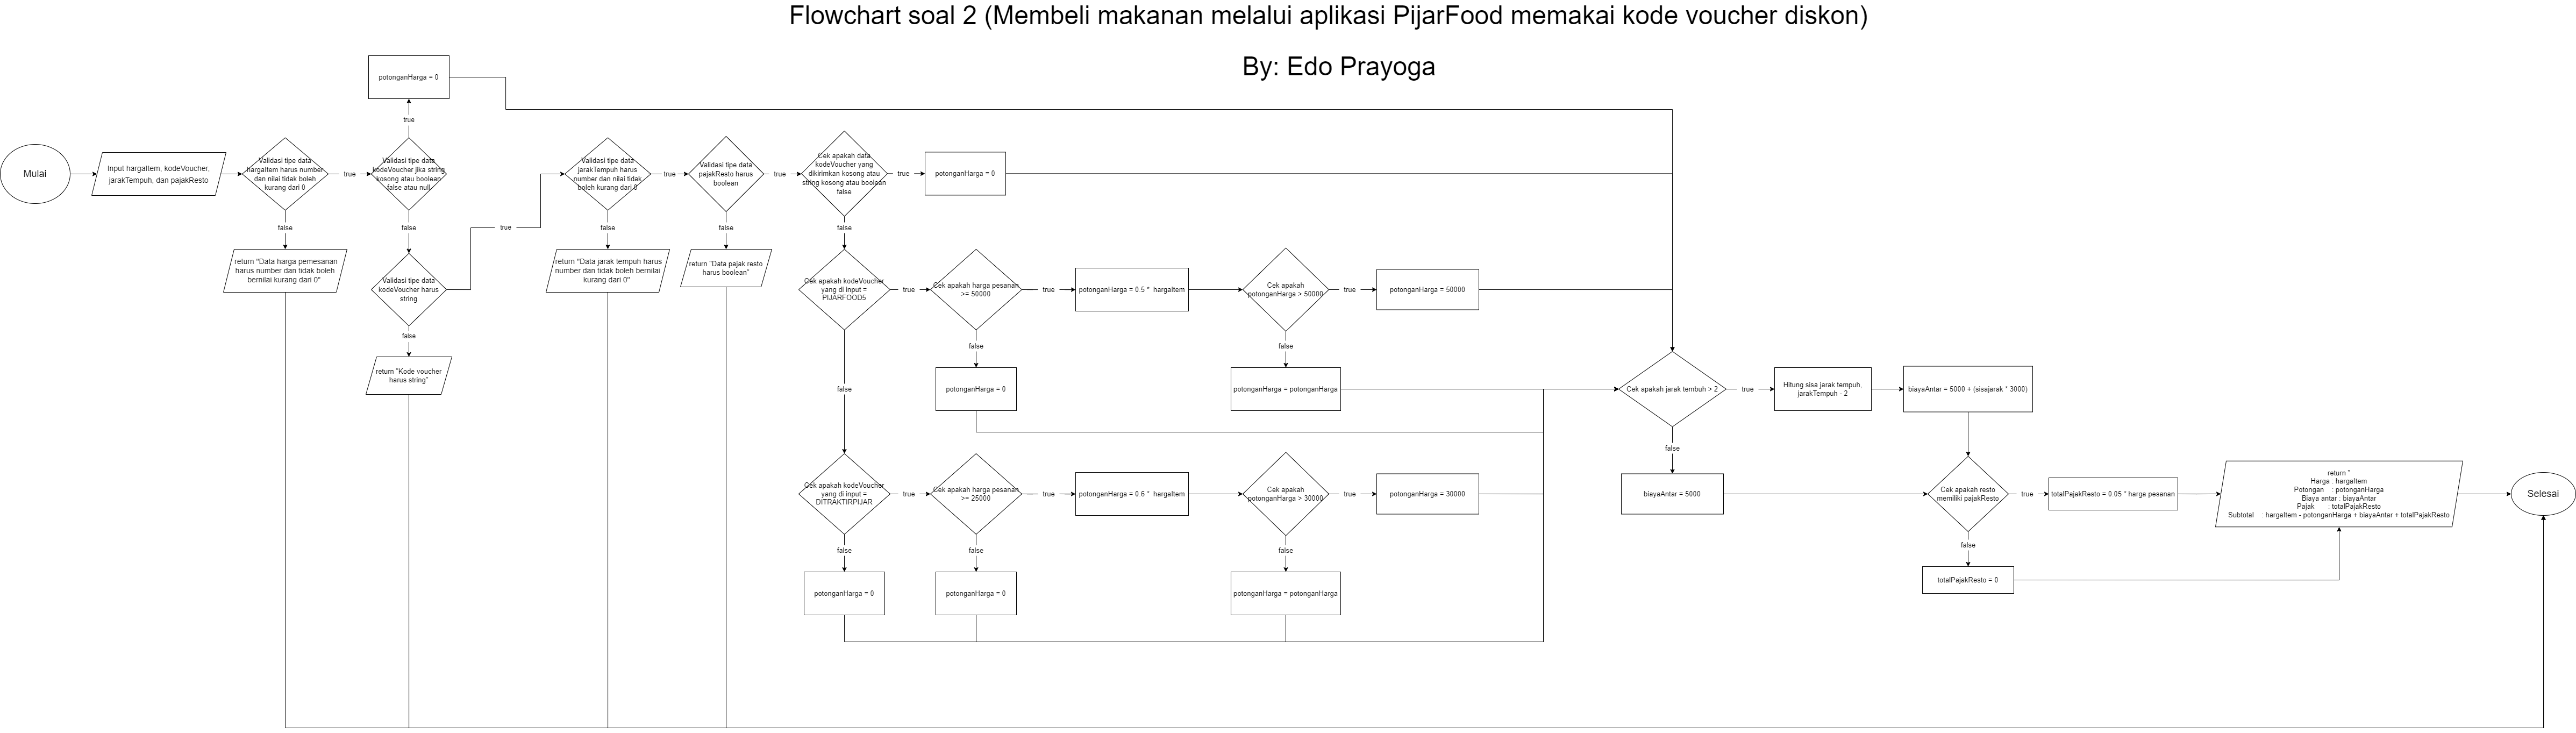 Flowchart soal 2 (Membeli makanan melalui aplikasi PijarFood memakai kode voucher diskon)
By: Edo Prayoga
potonganHarga = 0
true
Mulai
Input hargaItem, kodeVoucher,
jarakTempuh, dan pajakResto
Validasi tipe data
hargaItem harus number
dan nilai tidak boleh
kurang dari 0
true
Validasi tipe data
kodeVoucher jika string
kosong atau boolean
false atau null
false
return "Data harga pemesanan
harus number dan tidak boleh
bernilai kurang dari 0"
false
Validasi tipe data
kodeVoucher harus
string
true
false
return "Kode voucher
harus string"
Validasi tipe data
jarakTempuh harus
number dan nilai tidak
boleh kurang dari 0
true
false
return "Data jarak tempuh harus
number dan tidak boleh bernilai
kurang dari 0"
Validasi tipe data
pajakResto harus
boolean
true
false
return "Data pajak resto
harus boolean"
Cek apakah data
kodeVoucher yang
dikirimkan kosong atau
string kosong atau boolean
false
true
potonganHarga = 0
false
Cek apakah kodeVoucher
yang di input =
PIJARFOOD5
true
Cek apakah harga pesanan
>= 50000
true
potonganHarga = 0.5 * hargaItem
Cek apakah
potonganHarga > 50000
true
potonganHarga = 50000
false
potonganHarga = 0
false
potonganHarga = potonganHarga
false
Cek apakah kodeVoucher
yang di input =
DITRAKTIRPIJAR
true
Cek apakah harga pesanan
>= 25000
true
potonganHarga = 0.6 * hargaItem
Cek apakah
potonganHarga > 30000
true
potonganHarga = 30000
false
potonganHarga = 0
false
potonganHarga = 0
false
potonganHarga = potonganHarga
Cek apakah jarak tembuh > 2
true
Hitung sisa jarak tempuh,
jarakTempuh - 2
biayaAntar = 5000 + (sisajarak * 3000)
false
biayaAntar = 5000
Cek apakah resto
memiliki pajakResto
true
totalPajakResto = 0.05 * harga pesanan
false
totalPajakResto = 0
return "
Harga : hargaItem
Potongan : potonganHarga
Biaya antar : biayaAntar
Pajak : totalPajakResto
Subtotal : hargaItem - potonganHarga + biayaAntar + totalPajakResto
Selesai